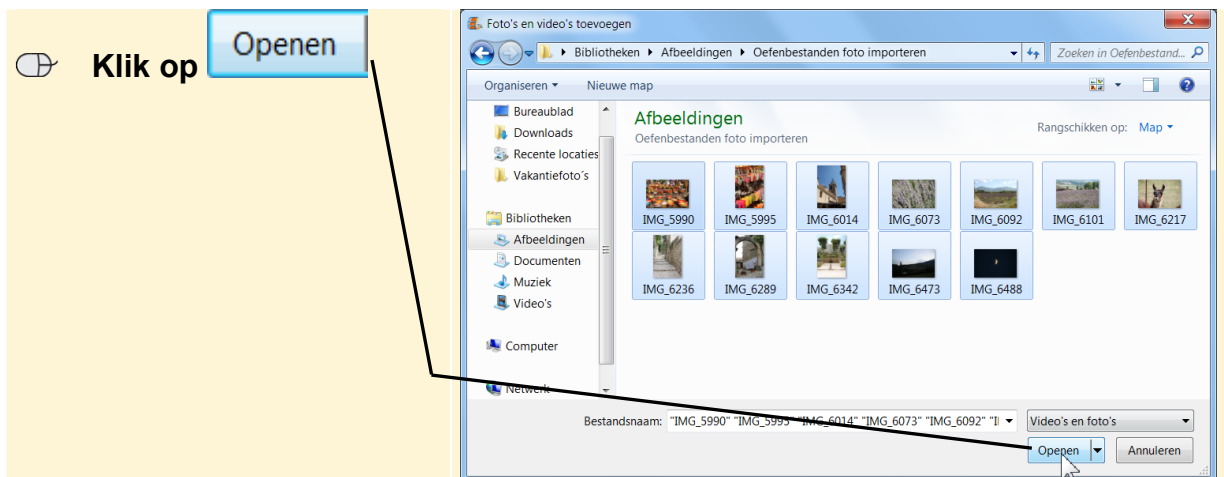 Klik op Openen
Foto's en video's toevoegen
Bibliotheken Afbeeldingen Oefenbestanden foto importeren
Zoeken in Oefenbestand...
Organiseren Nieuwe map
Bureaublad
Downloads
Recente locaties
Vakantiefoto´s
Bibliotheken
Afbeeldingen
Documenten
Muziek
Video's
Computer
Netwerk
Afbeeldingen
Oefenbestanden foto importeren
Rangschikken op: Map
IMG_5990 IMG_5995 IMG_6014 IMG_6073 IMG_6092 IMG_6101 IMG_6217
IMG_6236 IMG_6289 IMG_6342 IMG_6473 IMG_6488
Bestandsnaam: "IMG_5990" "IMG_5995" "IMG_6014" "IMG_6073" "IMG_6092"
Video's en foto's
Openen Annuleren